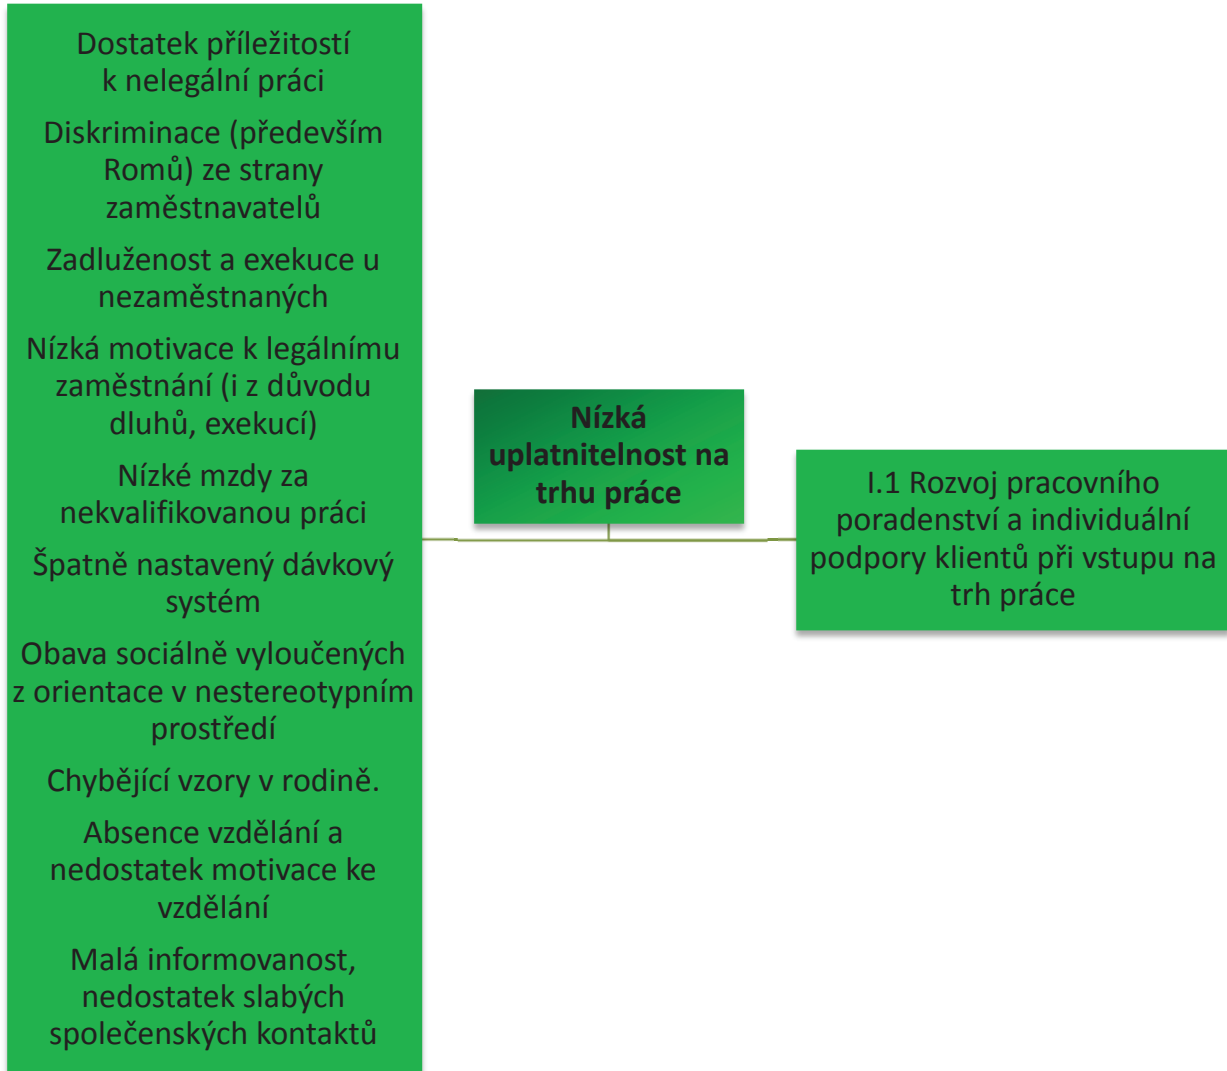 Dostatek příležitostí
k nelegální práci
Diskriminace (především
Romů) ze strany
zaměstnavatelů
Zadluženost a exekuce u
nezaměstnaných
Nízká motivace k legálnímu
zaměstnání (i z důvodu
dluhů, exekucí)
Nízké mzdy za
nekvalifikovanou práci
Špatně nastavený dávkový
systém
Obava sociálně vyloučených
z orientace v nestereotypním
prostředí
Chybějící vzory v rodině.
Absence vzdělání a
nedostatek motivace ke
vzdělání
Malá informovanost,
nedostatek slabých
společenských kontaktů
Nízká
uplatnitelnost na
trhu práce
I.1 Rozvoj pracovního
poradenství a individuální
podpory klientů při vstupu na
trh práce